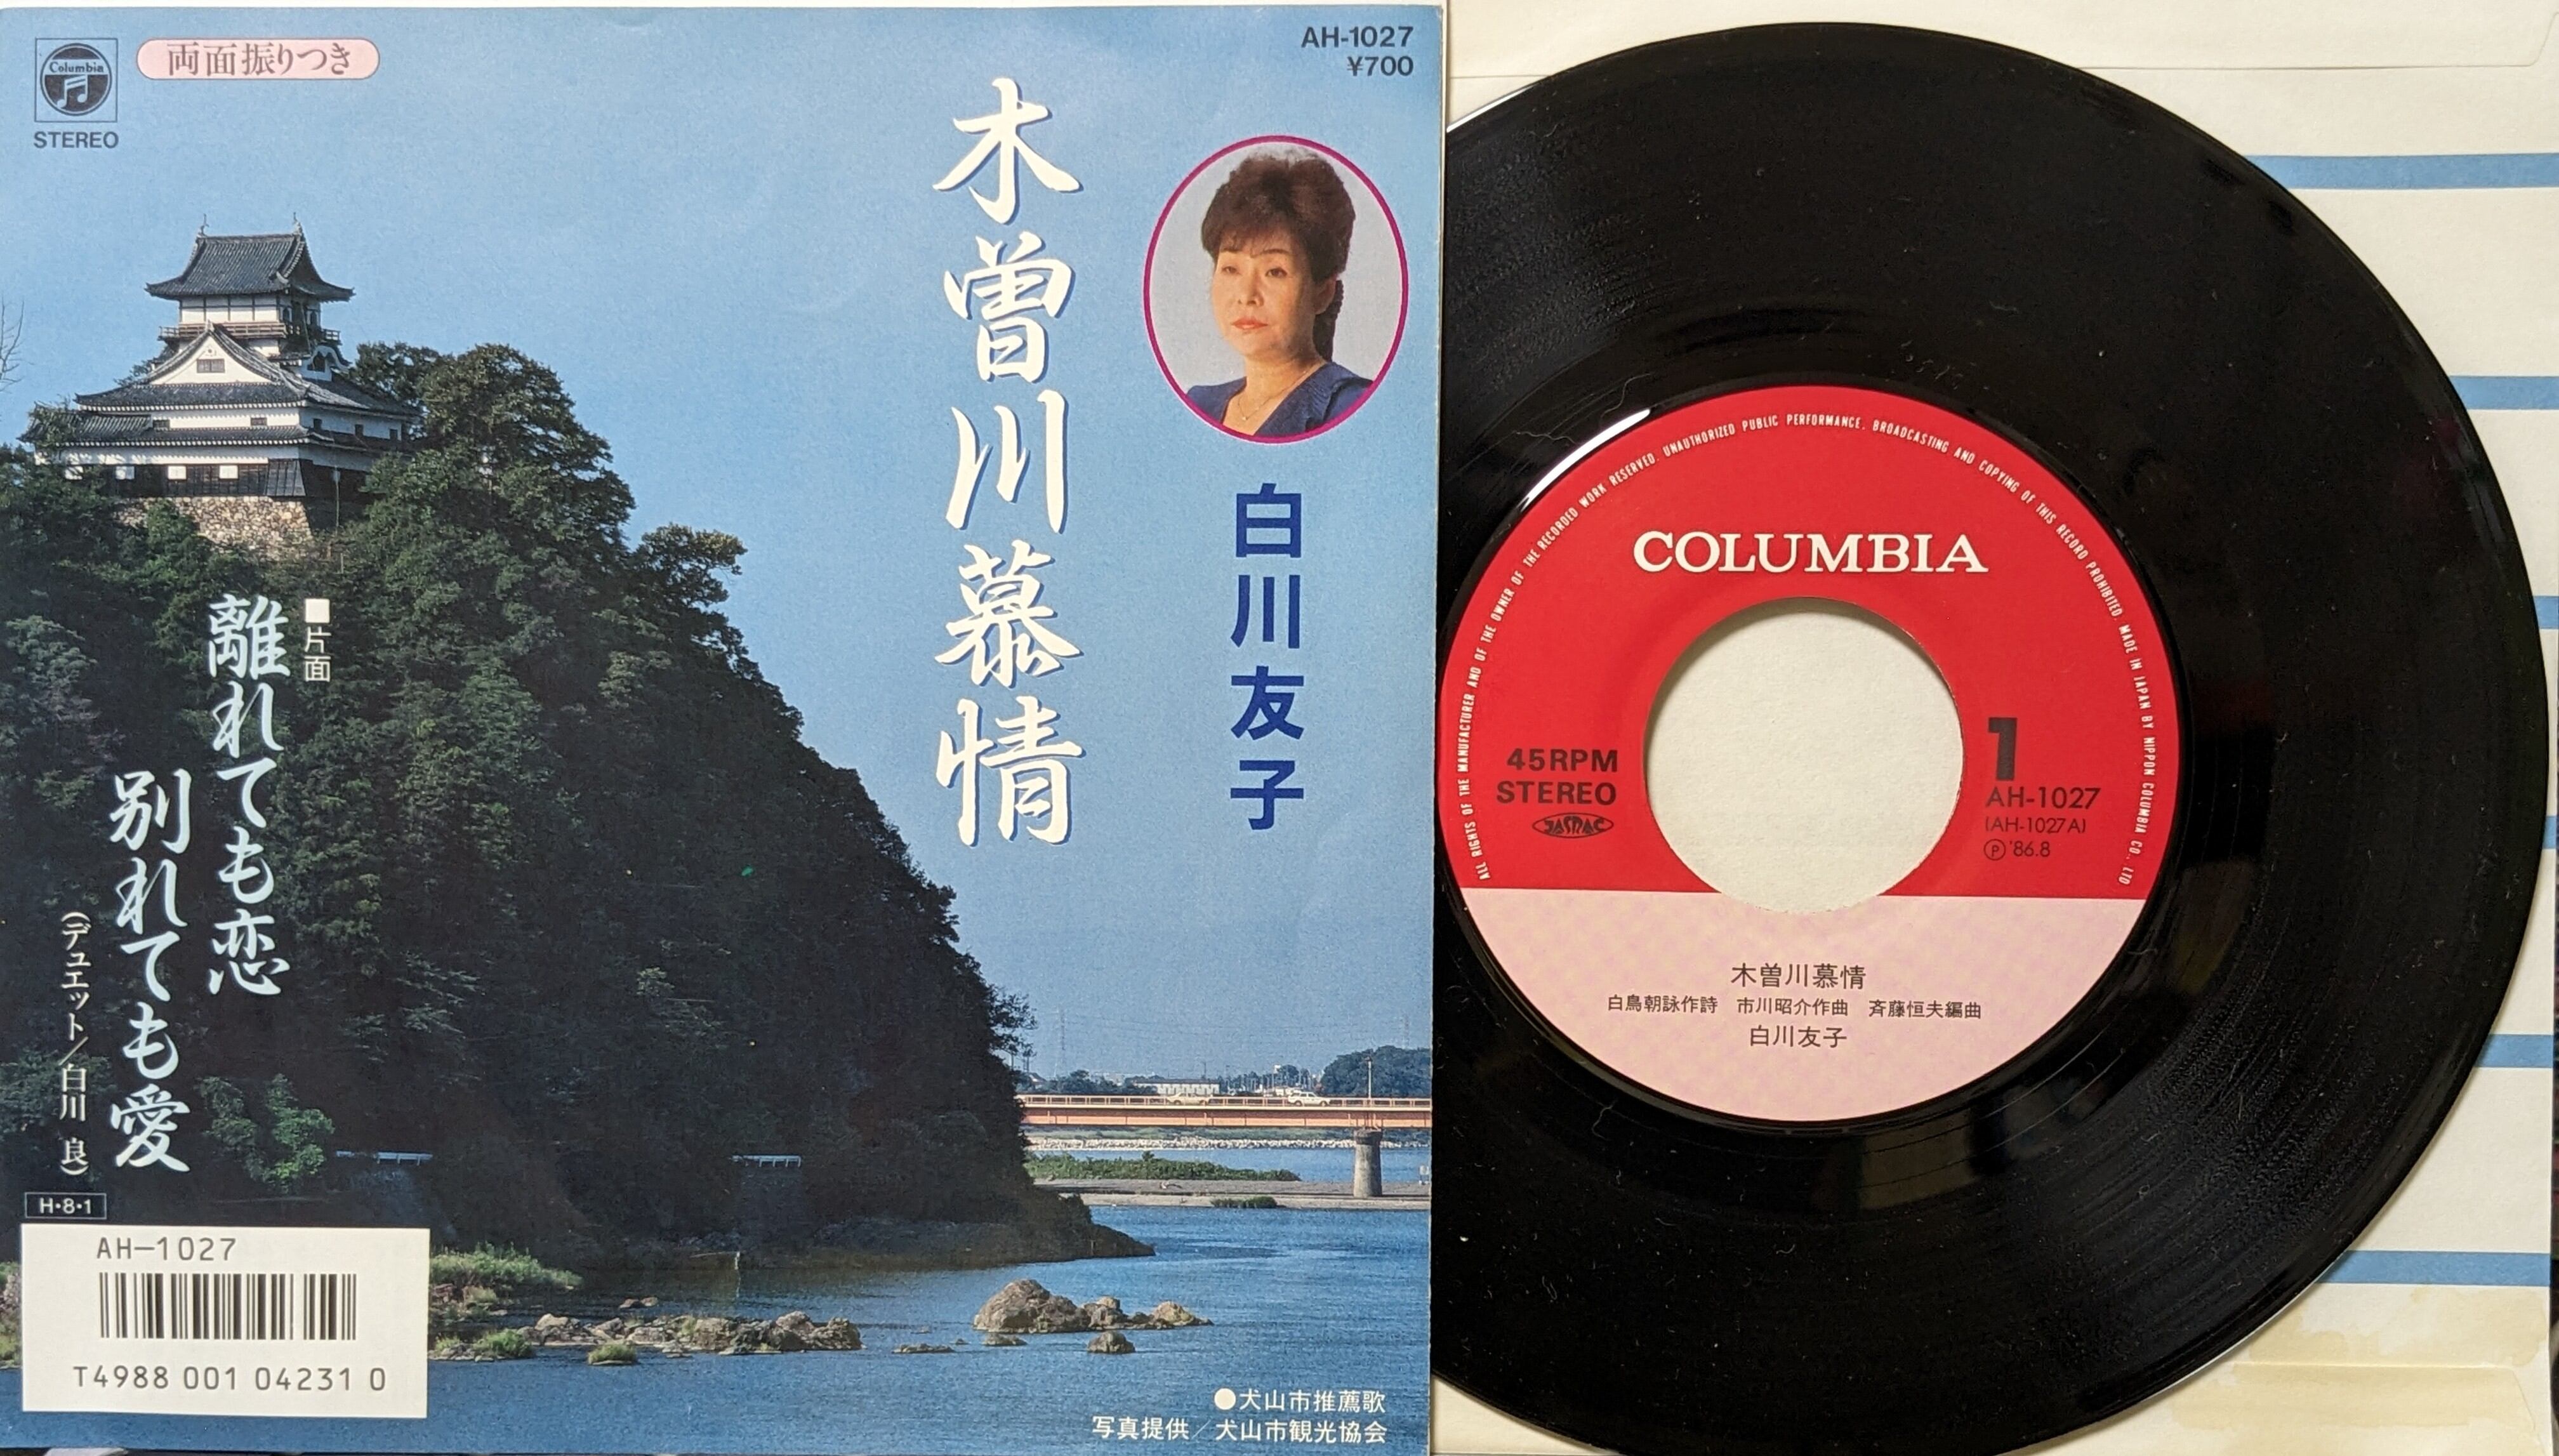 Columbia
STEREO
両面振りつき
AH-1027
¥700
木曽川慕情
白川友子
■片面
離れても恋
別れても愛
(デュエット/白川 良)
H・8・1
AH-1027
T4988 001 04231 0
●犬山市推薦歌
写真提供/犬山市観光協会
ALL RIGHTS OF THE MANUFACTURER AND OF THE OWNER OF THE RECORDED WORK RESERVED. UNAUTHORIZED PUBLIC PERFORMANCE, BROADCASTING AND COPYING OF THIS RECORD PROHIBITED. MADE IN JAPAN BY NIPPON COLUMBIA CO., LTD
COLUMBIA
45RPM
STEREO
JASRAC
1
AH-1027
(AH-1027A)
Ⓟ'86.8
木曽川慕情
白鳥朝詠作詩 市川昭介作曲 斉藤恒夫編曲
白川友子